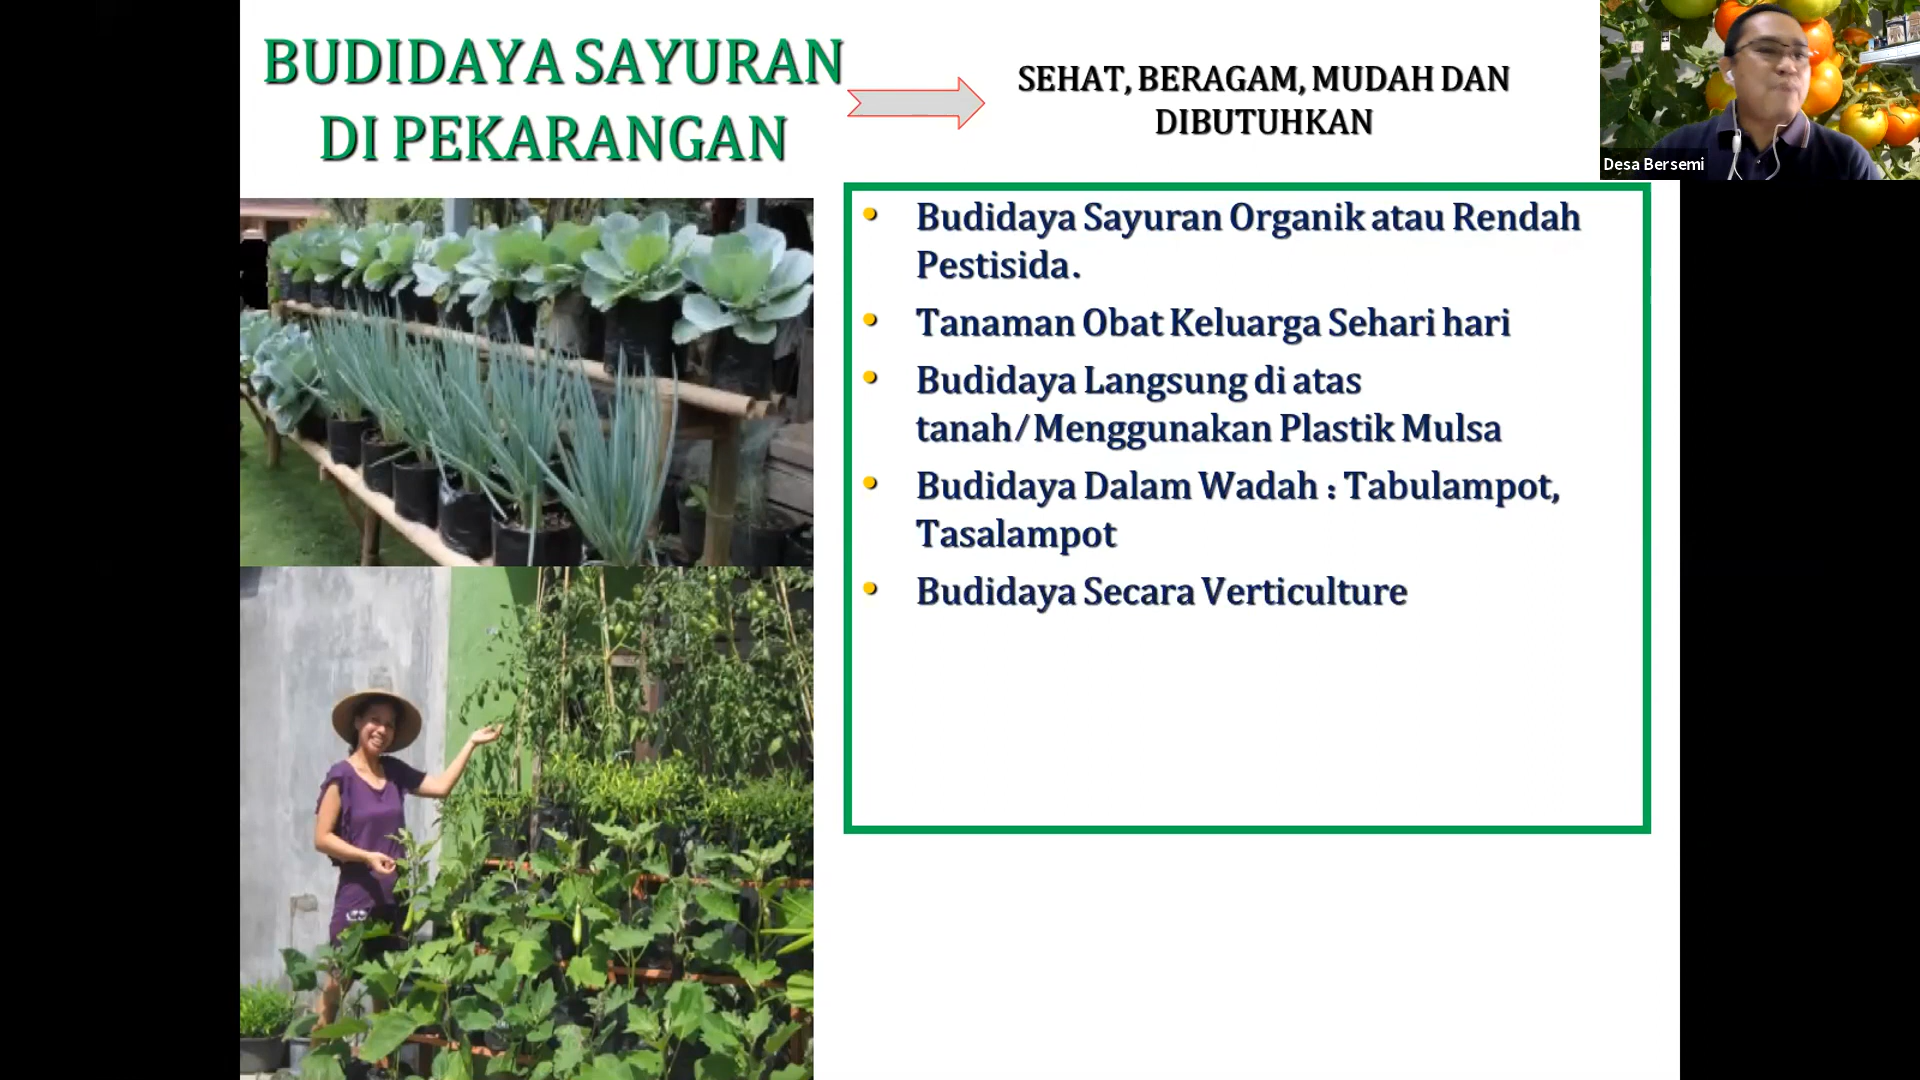 BUDIDAYA SAYURAN
DI PEKARANGAN
SEHAT, BERAGAM, MUDAH DAN
DIBUTUHKAN
Desa Bersemi
• Budidaya Sayuran Organik atau Rendah
Pestisida.
• Tanaman Obat Keluarga Sehari hari
• Budidaya Langsung di atas
tanah/Menggunakan Plastik Mulsa
• Budidaya Dalam Wadah : Tabulampot,
Tasalampot
• Budidaya Secara Verticulture